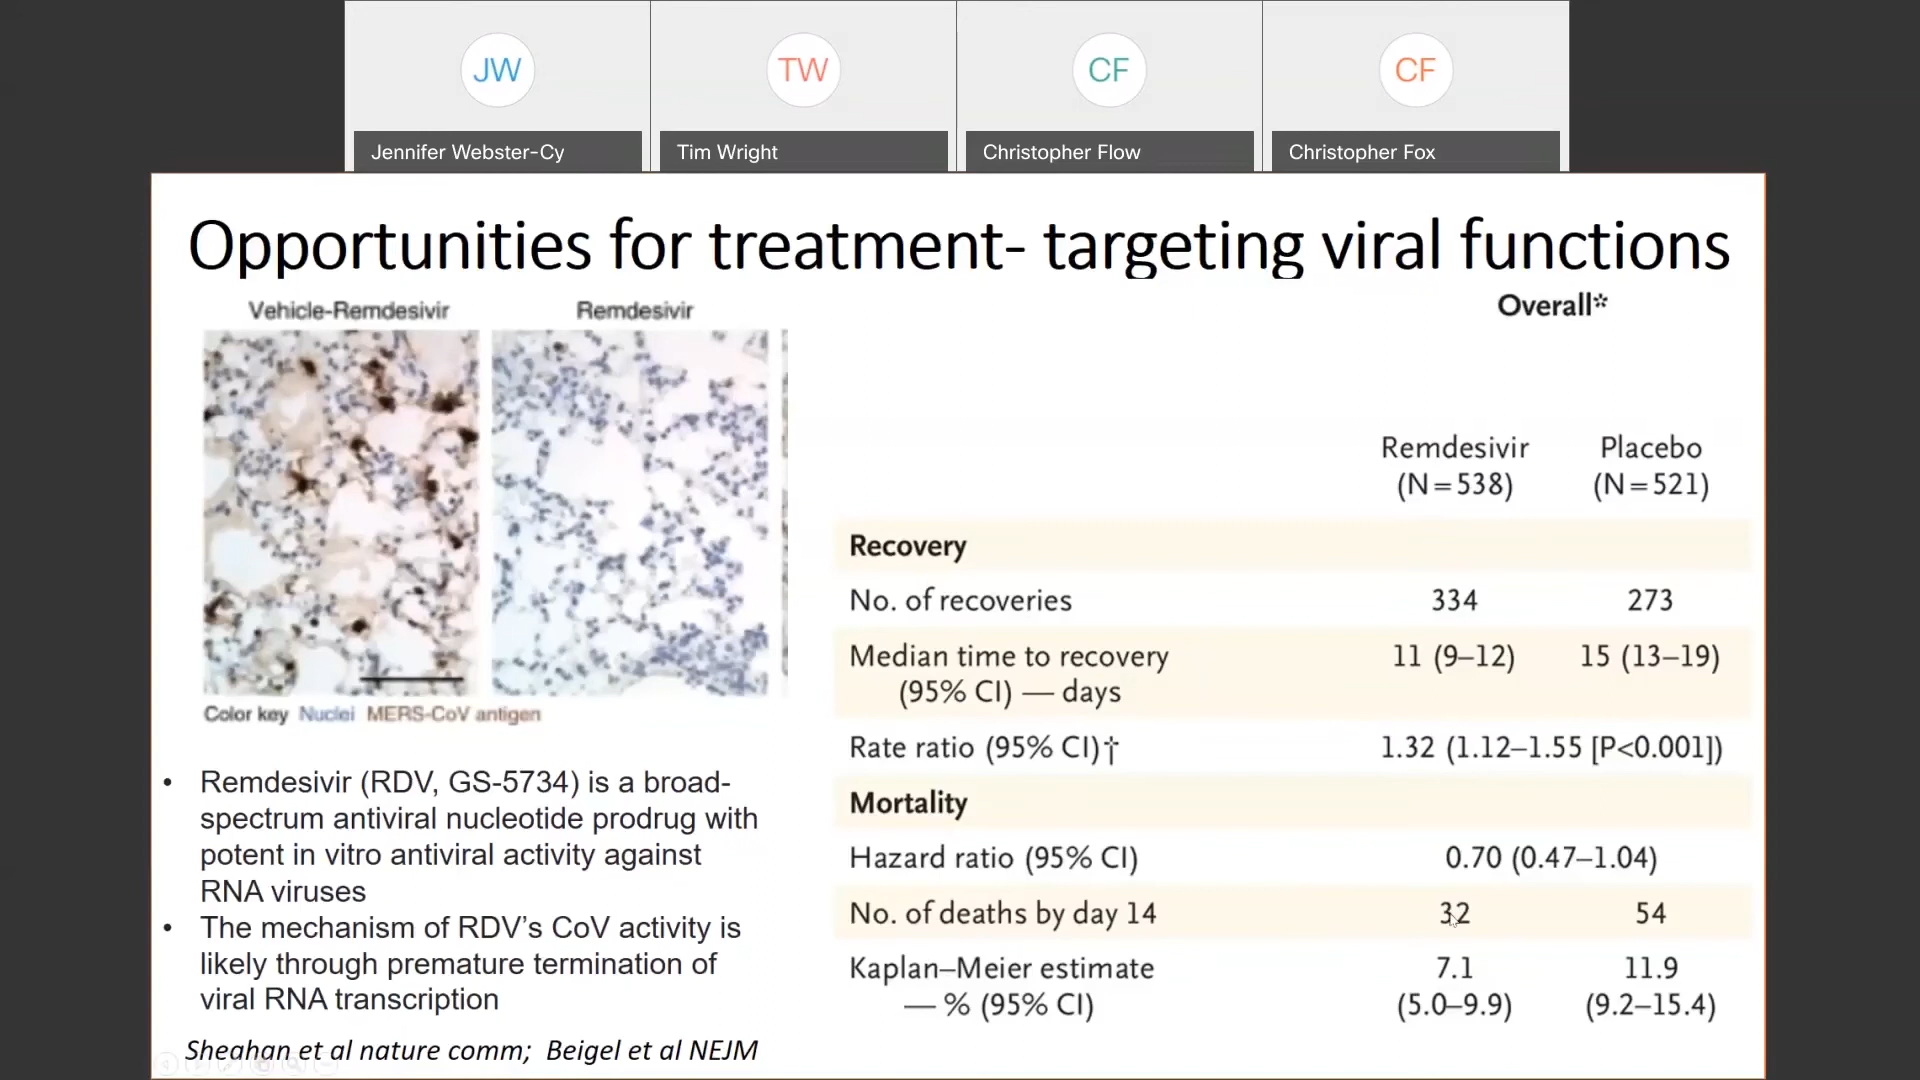 JW
TW
CF
CF
Jennifer Webster-Cy
Tim Wright
Christopher Flow
Christopher Fox
Opportunities for treatment- targeting viral functions
Vehicle-Remdesivir
Remdesivir
Color key Nuclei MERS-CoV antigen
• Remdesivir (RDV, GS-5734) is a broad-
spectrum antiviral nucleotide prodrug with
potent in vitro antiviral activity against
RNA viruses
• The mechanism of RDV’s CoV activity is
likely through premature termination of
viral RNA transcription
Sheahan et al nature comm; Beigel et al NEJM
Overall*
Remdesivir Placebo
(N=538) (N=521)
Recovery
No. of recoveries 334 273
Median time to recovery 11 (9–12) 15 (13–19)
(95% CI) — days
Rate ratio (95% CI)† 1.32 (1.12–1.55 [P<0.001])
Mortality
Hazard ratio (95% CI) 0.70 (0.47–1.04)
No. of deaths by day 14 32 54
Kaplan–Meier estimate 7.1 11.9
— % (95% CI) (5.0–9.9) (9.2–15.4)